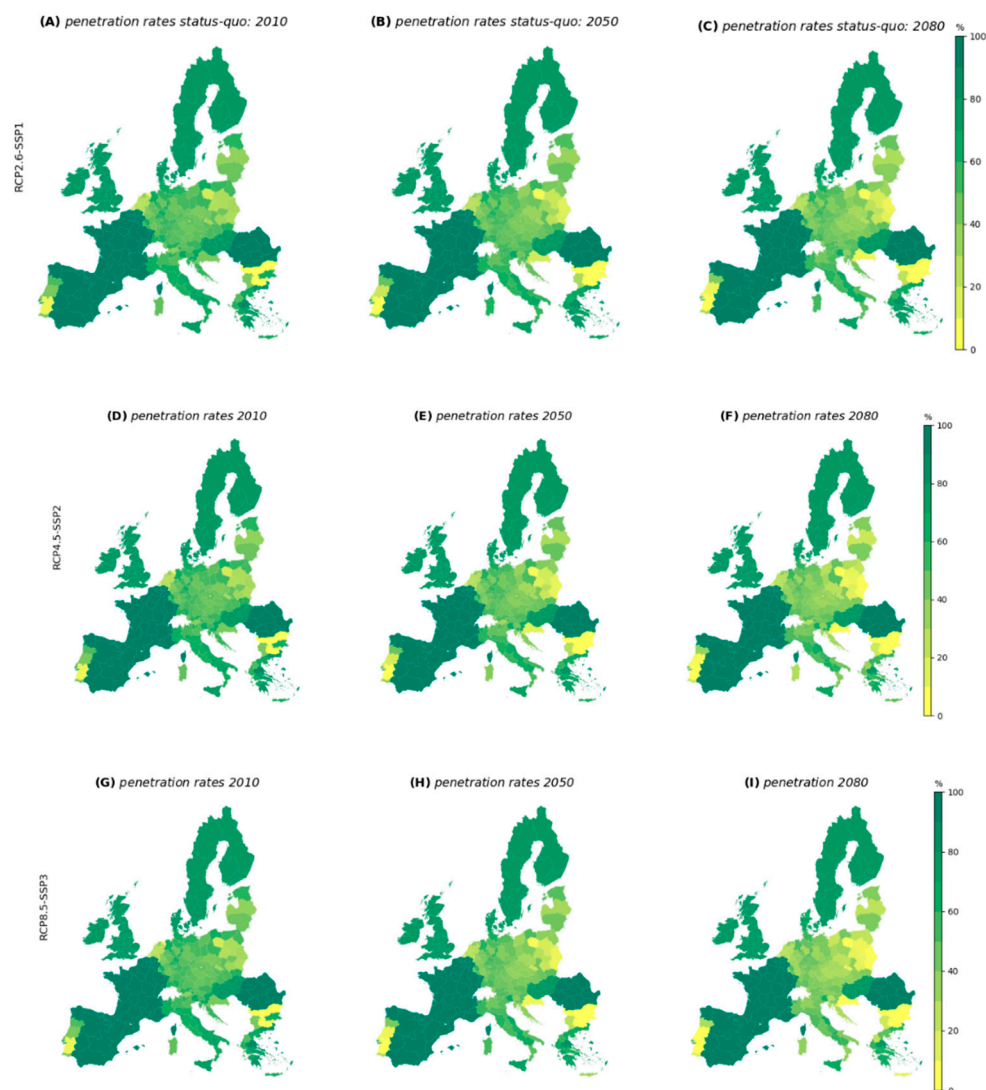 (A) penetration rates status-quo: 2010
(B) penetration rates status-quo: 2050
(C) penetration rates status-quo: 2080
%
100
80
60
40
20
0
RCP2.6-SSP1
(D) penetration rates 2010
(E) penetration rates 2050
(F) penetration rates 2080
%
100
80
60
40
20
0
RCP4.5-SSP2
(G) penetration rates 2010
(H) penetration rates 2050
(I) penetration 2080
%
100
80
60
40
20
0
RCP8.5-SSP3